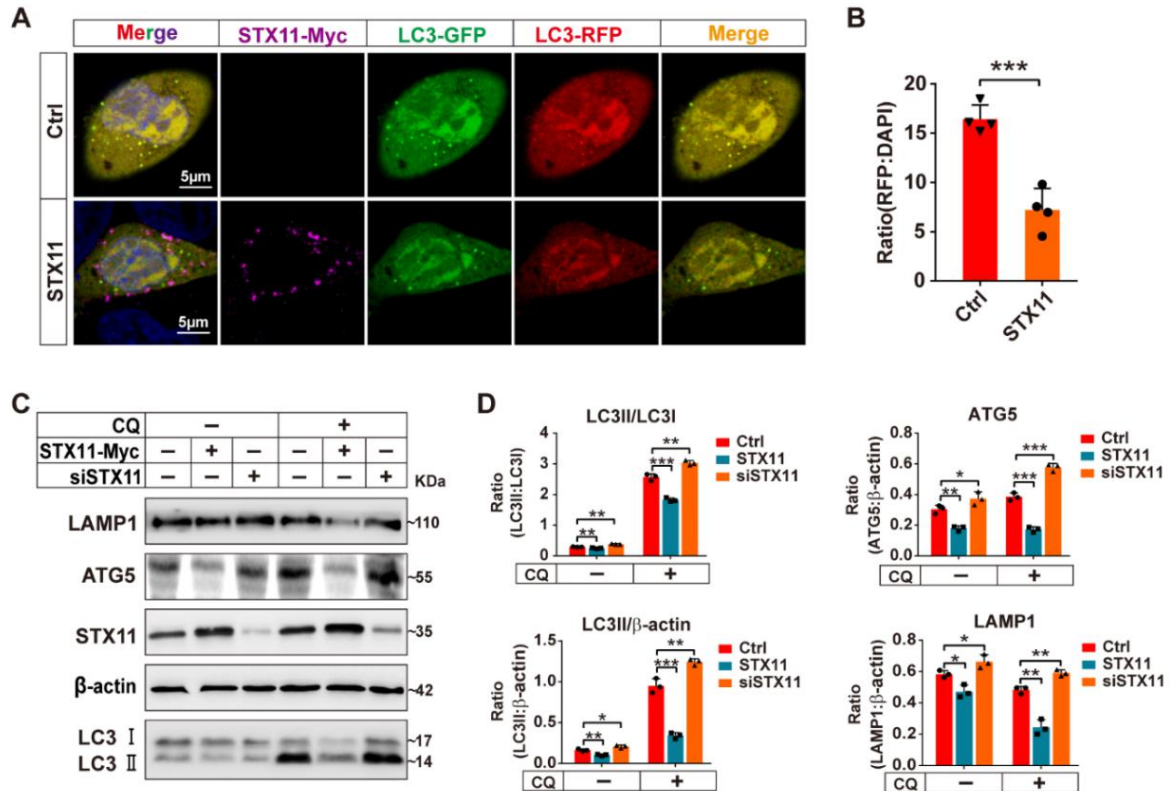 A
Merge STX11-Myc LC3-GFP LC3-RFP Merge
Ctrl
5μm
STX11
5μm
B
***
Ratio(RFP:DAPI)
20
15
10
5
0
Ctrl STX11
C
CQ − +
STX11-Myc − + − − + −
siSTX11 − − + − − + KDa
LAMP1 ~110
ATG5 ~55
STX11 ~35
β-actin ~42
LC3 Ⅰ ~17
LC3 Ⅱ ~14
D
LC3II/LC3I
Ratio
(LC3II:LC3I)
4
3
2
1
0
** ** *** **
Ctrl
STX11
siSTX11
CQ − +
ATG5
Ratio
(ATG5:β-actin)
0.8
0.6
0.4
0.2
0.0
** * *** ***
Ctrl
STX11
siSTX11
CQ − +
LC3II/β-actin
Ratio
(LC3II:β-actin)
1.5
1.0
0.5
0.0
** * *** **
Ctrl
STX11
siSTX11
CQ − +
LAMP1
Ratio
(LAMP1:β-actin)
0.8
0.6
0.4
0.2
0.0
* * ** **
Ctrl
STX11
siSTX11
CQ − +